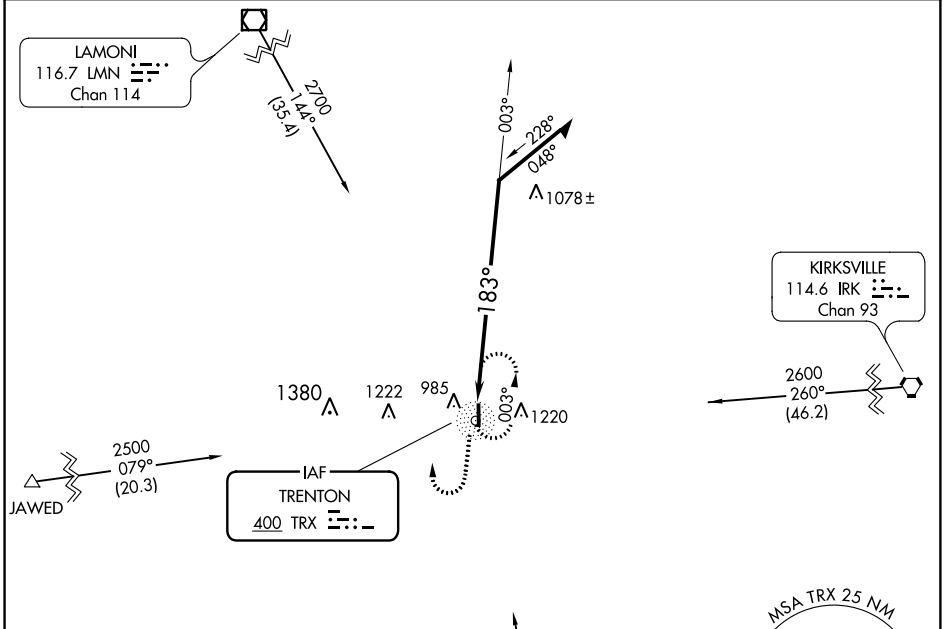 LAMONI
116.7 LMN
Chan 114
2700
144°
(35.4)
003°
228°
048°
1078±
183°
KIRKSVILLE
114.6 IRK
Chan 93
2600
260°
(46.2)
1380
1222
985
003°
1220
2500
079°
(20.3)
JAWED
IAF
TRENTON
400 TRX
MSA TRX 25 NM